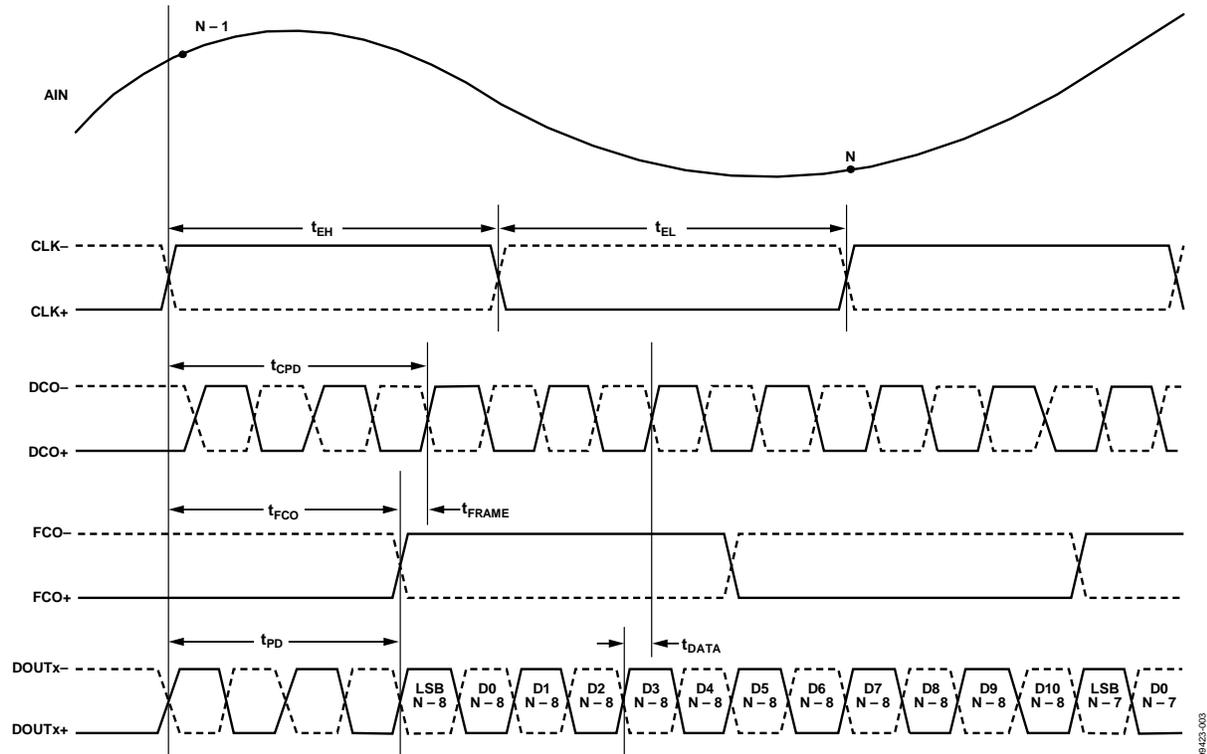 N – 1
AIN
N
tEH
tEL
CLK–
CLK+
tCPD
DCO–
DCO+
tFCO
tFRAME
FCO–
FCO+
tPD
tDATA
DOUTx–
LSB D0 D1 D2 D3 D4 D5 D6 D7 D8 D9 D10 LSB D0
N – 8 N – 8 N – 8 N – 8 N – 8 N – 8 N – 8 N – 8 N – 8 N – 8 N – 8 N – 8 N – 7 N – 7
DOUTx+